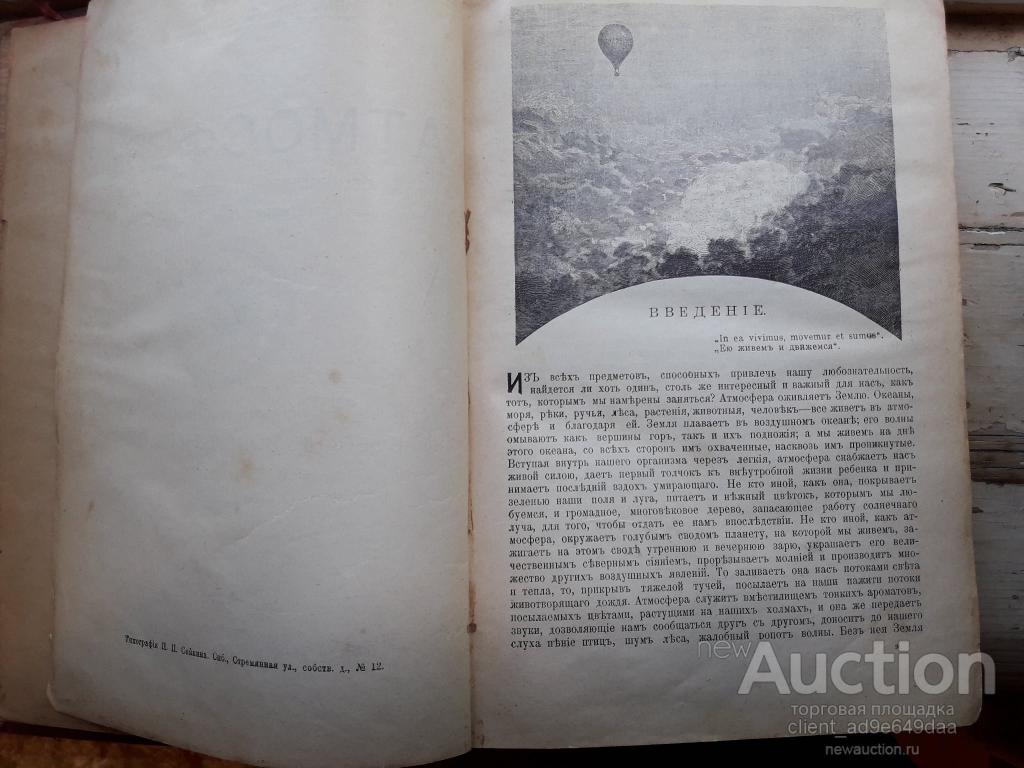 Типографія П. П. Сойкина. Спб., Стремянная ул., собств. д., № 12.
ВВЕДЕНІЕ.
„In ea vivimus, movemur et sumus“.
„Ею живемъ и движемся“.
ИЗЪ всѣхъ предметовъ, способныхъ привлечь нашу любознательность,
найдется ли хоть одинъ, столь же интересный и важный для насъ, какъ
тотъ, которымъ мы намѣрены заняться? Атмосфера оживляетъ Землю. Океаны,
моря, рѣки, ручьи, лѣса, растенія, животныя, человѣкъ—все живетъ въ атмо-
сферѣ и благодаря ей. Земля плаваетъ въ воздушномъ океанѣ; его волны
омываютъ какъ вершины горъ, такъ и ихъ подножія; а мы живемъ на днѣ
этого океана, со всѣхъ сторонъ имъ охваченные, насквозь имъ проникнутые.
Вступая внутрь нашего организма черезъ легкія, атмосфера снабжаетъ насъ
живой силою, даетъ первый толчокъ къ внѣутробной жизни ребенка и при-
нимаетъ послѣдній вздохъ умирающаго. Не кто иной, какъ она, покрываетъ
зеленью наши поля и луга, питаетъ и нѣжный цвѣтокъ, которымъ мы лю-
буемся, и громадное, многовѣковое дерево, запасающее работу солнечнаго
луча, для того, чтобы отдать ее намъ впослѣдствіи. Не кто иной, какъ ат-
мосфера, окружаетъ голубымъ сводомъ планету, на которой мы живемъ, за-
жигаетъ на этомъ сводѣ утреннюю и вечернюю зарю, украшаетъ его вели-
чественнымъ сѣвернымъ сіяніемъ, прорѣзываетъ молніей и производитъ мно-
жество другихъ воздушныхъ явленій. То заливаетъ она насъ потоками свѣта
и тепла, то, прикрывъ тяжелой тучей, посылаетъ на наши пажити потоки
животворящаго дождя. Атмосфера служитъ вмѣстилищемъ тонкихъ ароматовъ,
посылаемыхъ цвѣтами, растущими на нашихъ холмахъ, и она же передаетъ
звуки, дозволяющіе намъ сообщаться другъ съ другомъ, доноситъ до нашего
слуха пѣніе птицъ, шумъ лѣса, жалобный ропотъ волны. Безъ нея Земля
newAuction
торговая площадка
client_ad9e649daa
newauction.ru